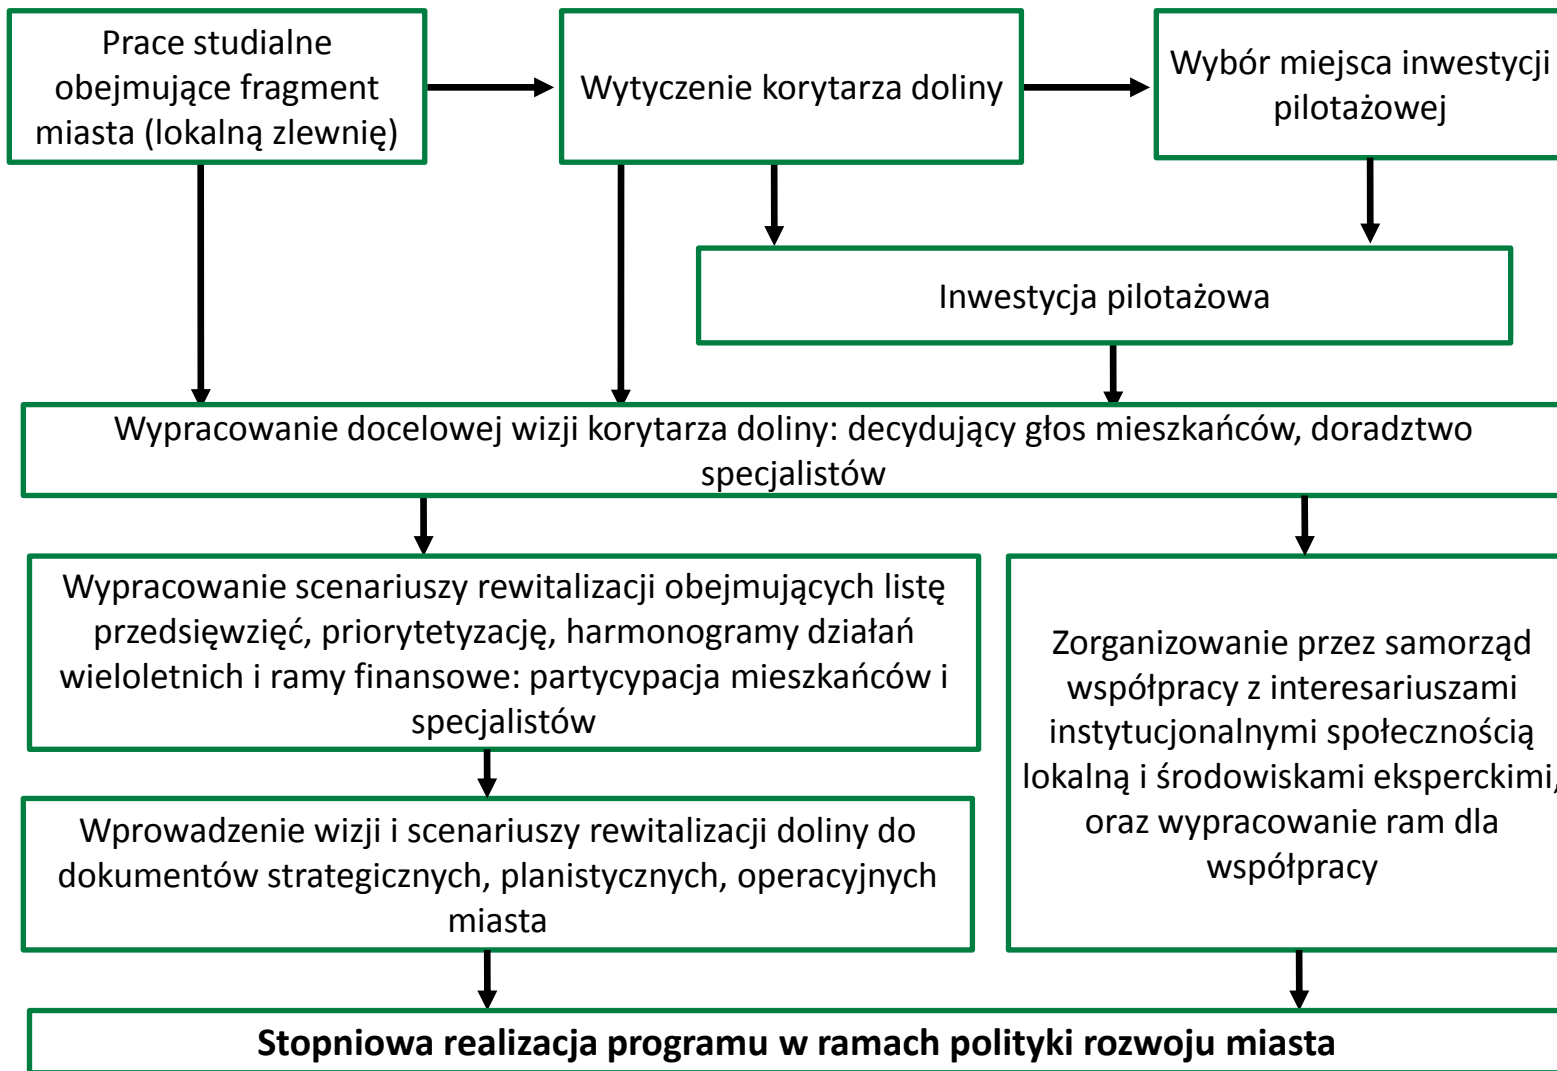 Prace studialne
obejmujące fragment
miasta (lokalną zlewnię)
Wytyczenie korytarza doliny
Wybór miejsca inwestycji
pilotażowej
Inwestycja pilotażowa
Wypracowanie docelowej wizji korytarza doliny: decydujący głos mieszkańców, doradztwo
specjalistów
Wypracowanie scenariuszy rewitalizacji obejmujących listę
przedsięwzięć, priorytetyzację, harmonogramy działań
wieloletnich i ramy finansowe: partycypacja mieszkańców i
specjalistów
Zorganizowanie przez samorząd
współpracy z interesariuszami
instytucjonalnymi społecznością
lokalną i środowiskami eksperckimi,
oraz wypracowanie ram dla
współpracy
Wprowadzenie wizji i scenariuszy rewitalizacji doliny do
dokumentów strategicznych, planistycznych, operacyjnych
miasta
Stopniowa realizacja programu w ramach polityki rozwoju miasta